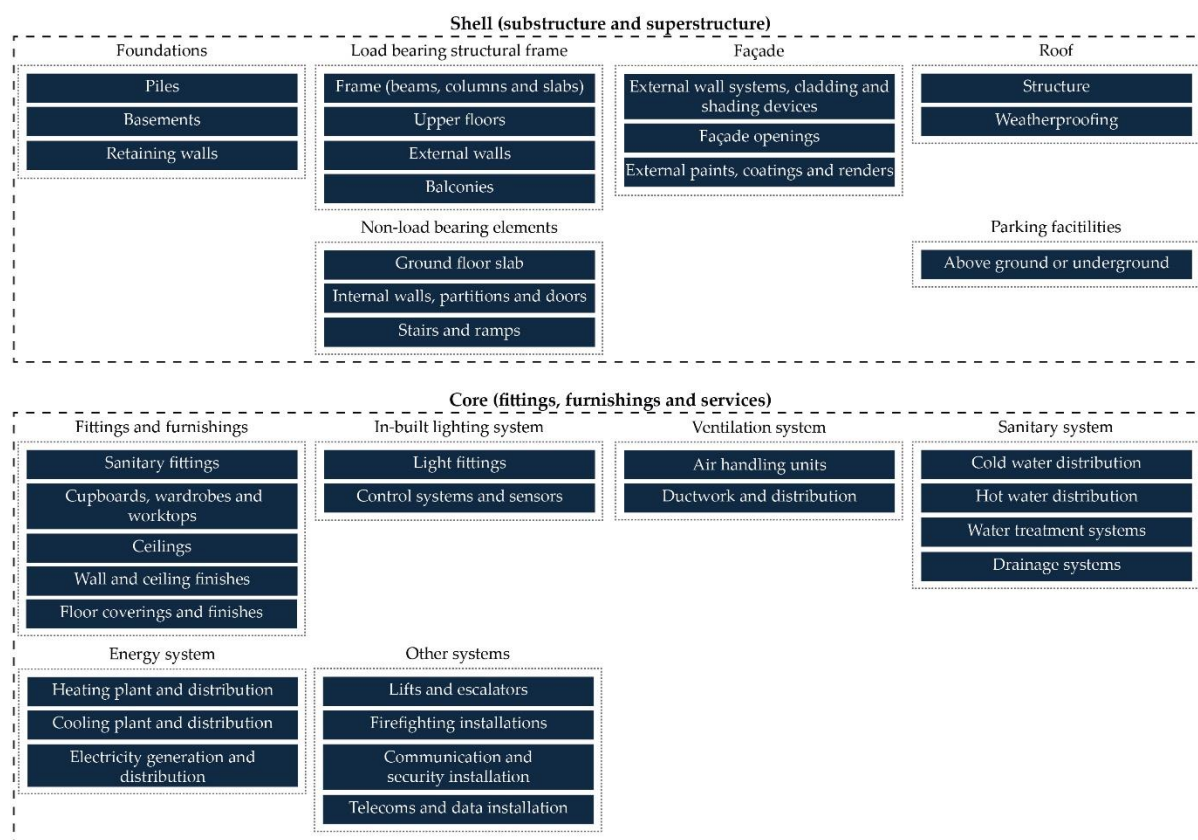 Shell (substructure and superstructure)
Foundations
Piles
Basements
Retaining walls
Load bearing structural frame
Frame (beams, columns and slabs)
Upper floors
External walls
Balconies
Façade
External wall systems, cladding and
shading devices
Façade openings
External paints, coatings and renders
Roof
Structure
Weatherproofing
Non-load bearing elements
Ground floor slab
Internal walls, partitions and doors
Stairs and ramps
Parking facitilities
Above ground or underground
Core (fittings, furnishings and services)
Fittings and furnishings
Sanitary fittings
Cupboards, wardrobes and
worktops
Ceilings
Wall and ceiling finishes
Floor coverings and finishes
In-built lighting system
Light fittings
Control systems and sensors
Ventilation system
Air handling units
Ductwork and distribution
Sanitary system
Cold water distribution
Hot water distribution
Water treatment systems
Drainage systems
Energy system
Heating plant and distribution
Cooling plant and distribution
Electricity generation and
distribution
Other systems
Lifts and escalators
Firefighting installations
Communication and
security installation
Telecoms and data installation